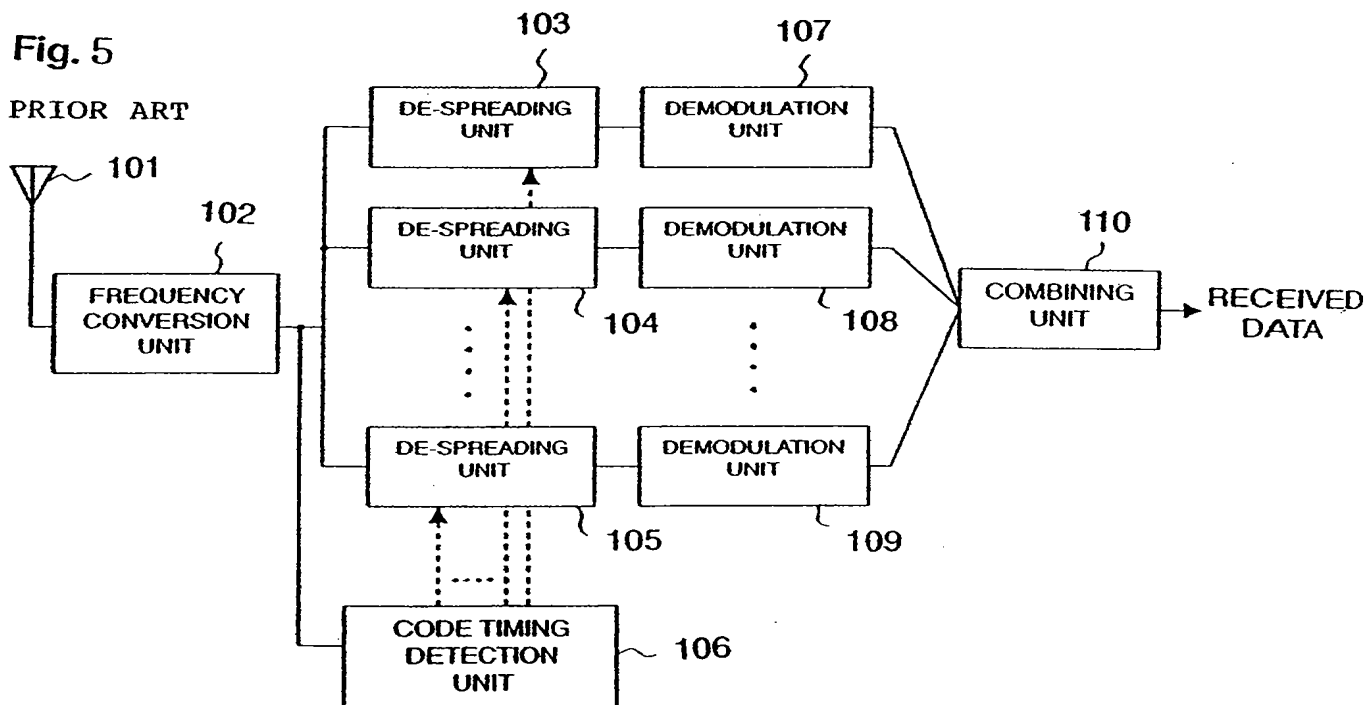 Fig. 5
PRIOR ART
101
102
FREQUENCY
CONVERSION
UNIT
103
DE-SPREADING
UNIT
107
DEMODULATION
UNIT
DE-SPREADING
UNIT
104
DEMODULATION
UNIT
108
DE-SPREADING
UNIT
105
DEMODULATION
UNIT
109
110
COMBINING
UNIT
RECEIVED
DATA
CODE TIMING
DETECTION
UNIT
106